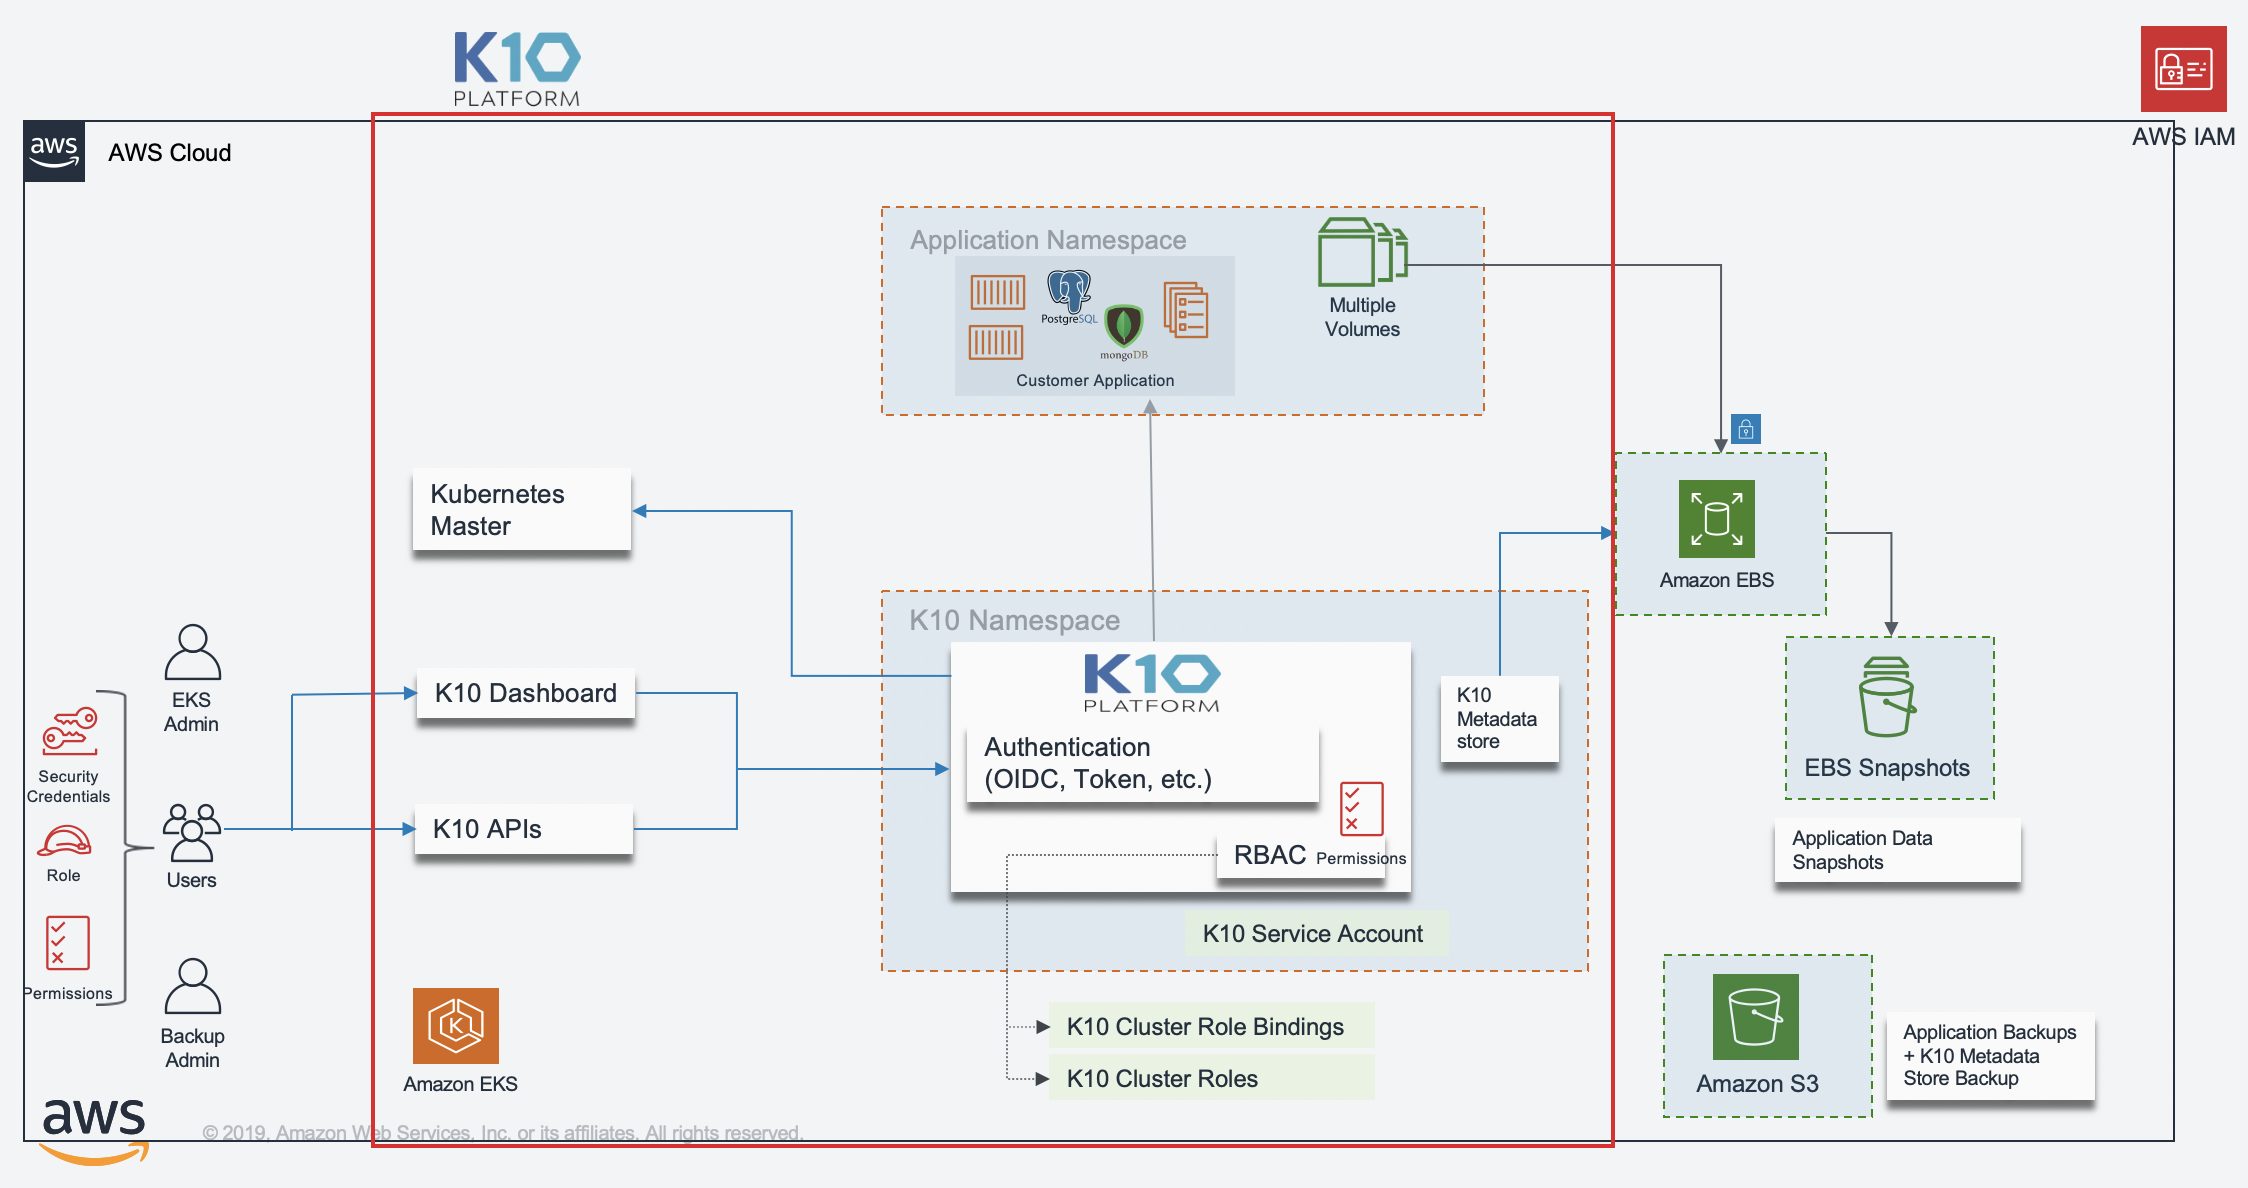 K10
PLATFORM
AWS IAM
aws
AWS Cloud
Application Namespace
PostgreSQL
mongoDB
Customer Application
Multiple
Volumes
Kubernetes
Master
Amazon EBS
K10 Namespace
K10
PLATFORM
Authentication
(OIDC, Token, etc.)
RBAC
Permissions
K10
Metadata
store
K10 Service Account
K10 Cluster Role Bindings
K10 Cluster Roles
EKS
Admin
K10 Dashboard
K10 APIs
Security
Credentials
Role
Permissions
Users
Backup
Admin
K
Amazon EKS
EBS Snapshots
Application Data
Snapshots
Amazon S3
Application Backups
+ K10 Metadata
Store Backup
aws
© 2019, Amazon Web Services, Inc. or its affiliates. All rights reserved.